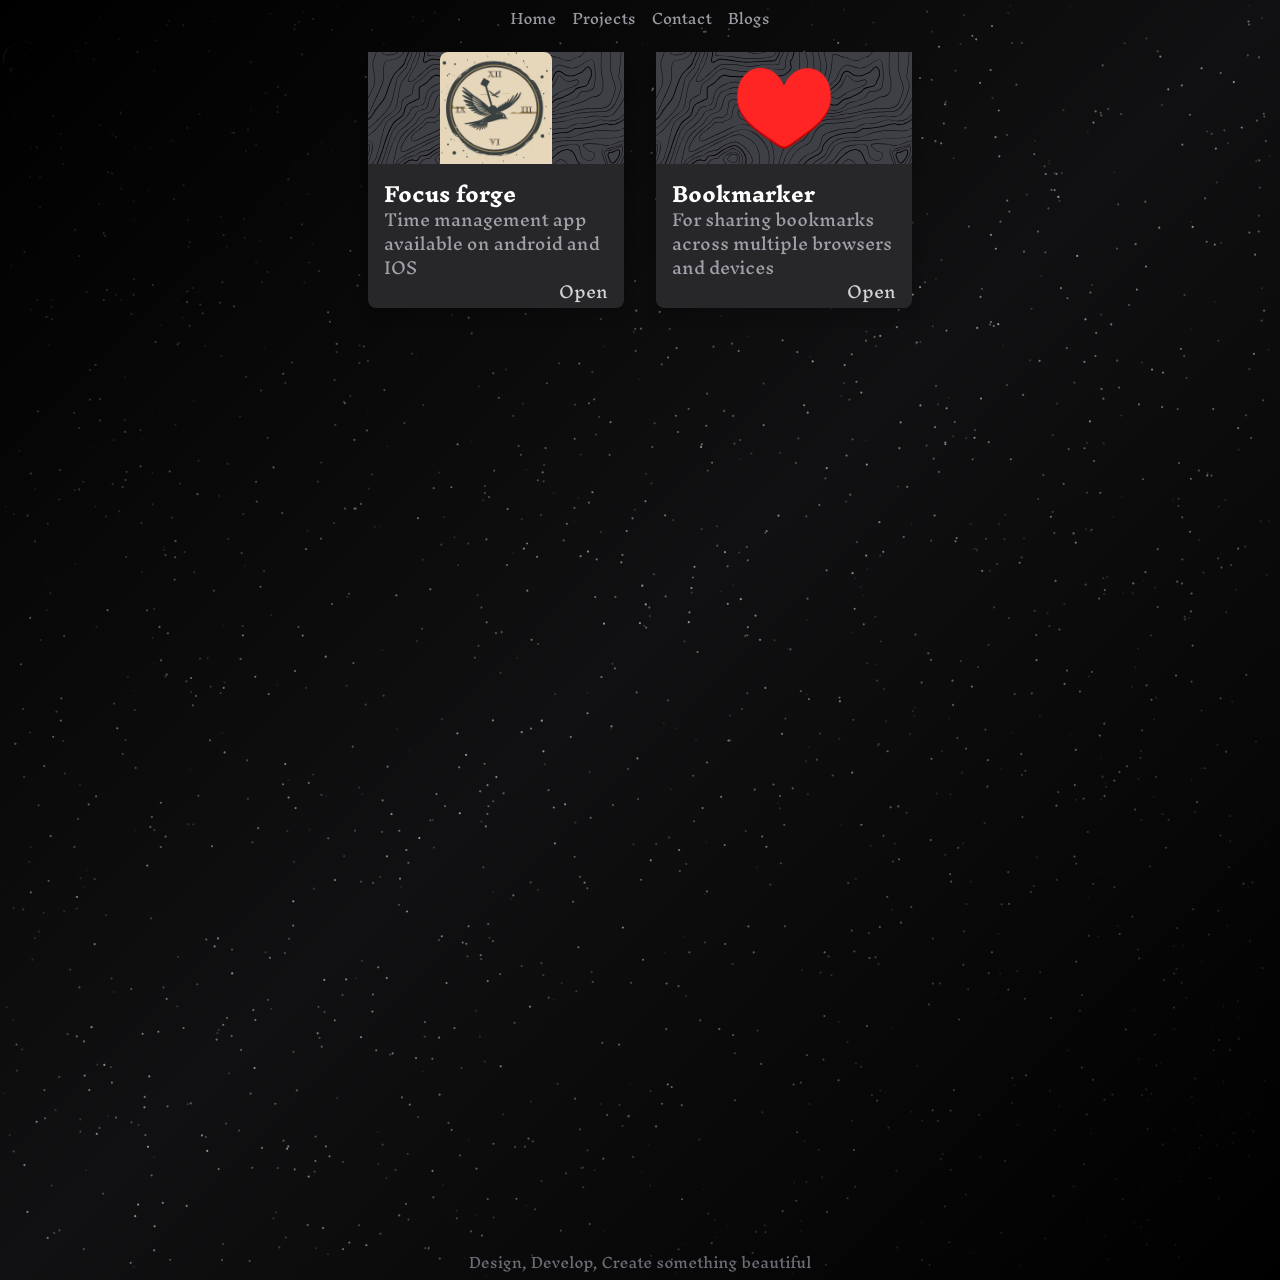 Home Projects Contact Blogs
XII
IX III
VI
Focus forge
Time management app
available on android and
IOS
Open
Bookmarker
For sharing bookmarks
across multiple browsers
and devices
Open
Design, Develop, Create something beautiful